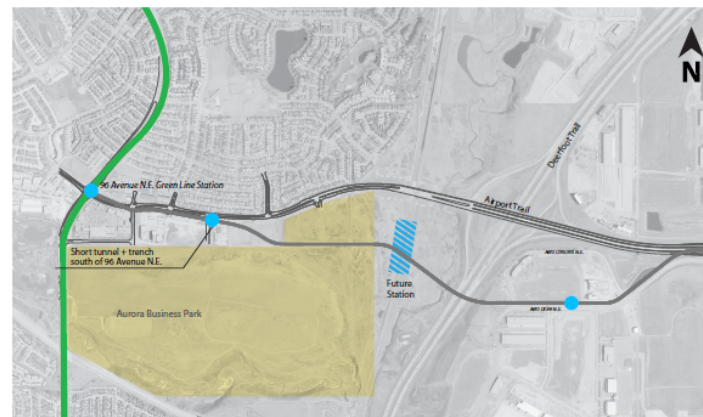 N
Deerfoot Trail
96 Avenue N.E. Green Line Station
Airport Trail
Short tunnel + trench
south of 96 Avenue N.E.
Future
Station
Aurora Business Park